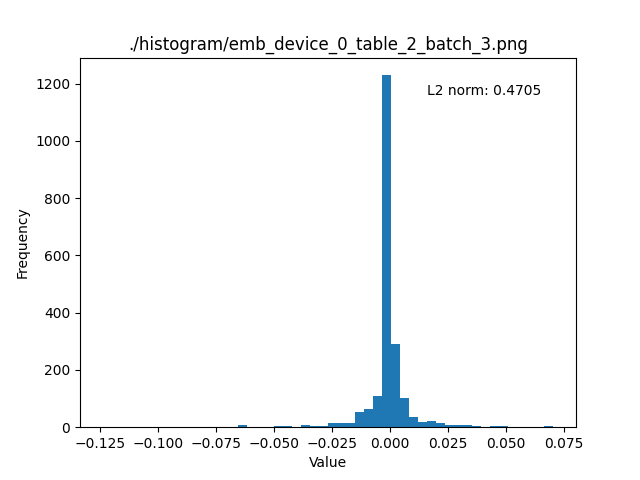 ./histogram/emb_device_0_table_2_batch_3.png
L2 norm: 0.4705
1200
1000
800
600
400
200
0
Frequency
−0.125 −0.100 −0.075 −0.050 −0.025 0.000 0.025 0.050 0.075
Value